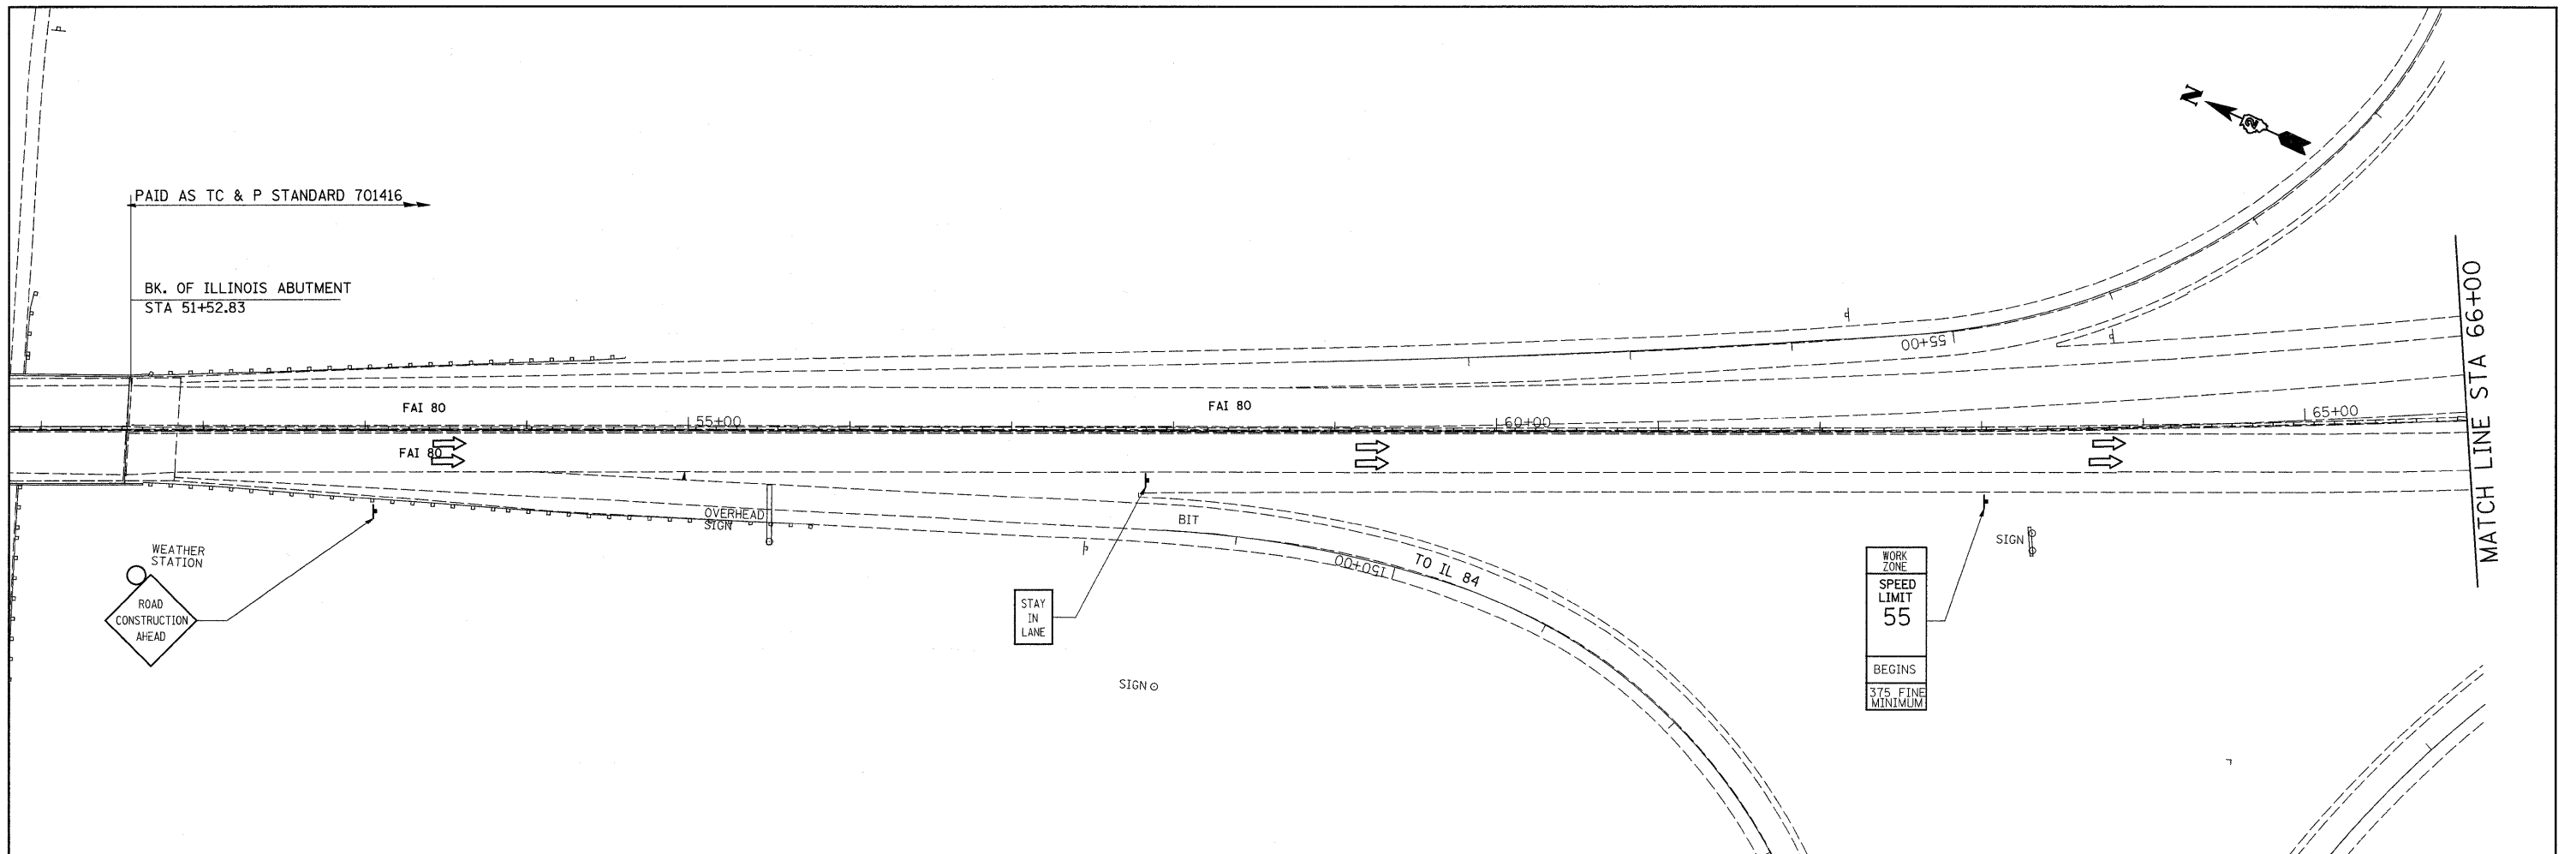 N
2
PAID AS TC & P STANDARD 701416
BK. OF ILLINOIS ABUTMENT
STA 51+52.83
MATCH LINE STA 66+00
55+00
FAI 80
FAI 80
55+00
60+00
65+00
FAI 80
OVERHEAD
SIGN
BIT
SIGN
WEATHER
STATION
TO IL 84
150+00
ROAD
CONSTRUCTION
AHEAD
STAY
IN
LANE
WORK
ZONE
SPEED
LIMIT
55
BEGINS
375 FINE
MINIMUM
SIGN